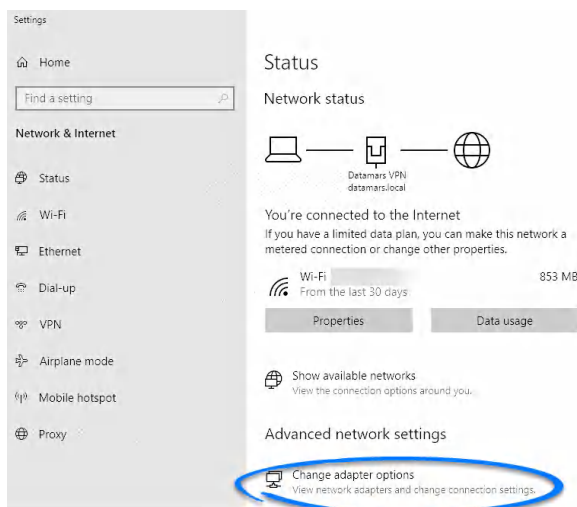 Settings
Home
Find a setting
Network & Internet
Status
Wi-Fi
Ethernet
Dial-up
VPN
Airplane mode
Mobile hotspot
Proxy
Status
Network status
Datamars VPN
datamars.local
You're connected to the Internet
If you have a limited data plan, you can make this network a
metered connection or change other properties.
Wi-Fi 853 MB
From the last 30 days
Properties Data usage
Show available networks
View the connection options around you.
Advanced network settings
Change adapter options
View network adapters and change connection settings.